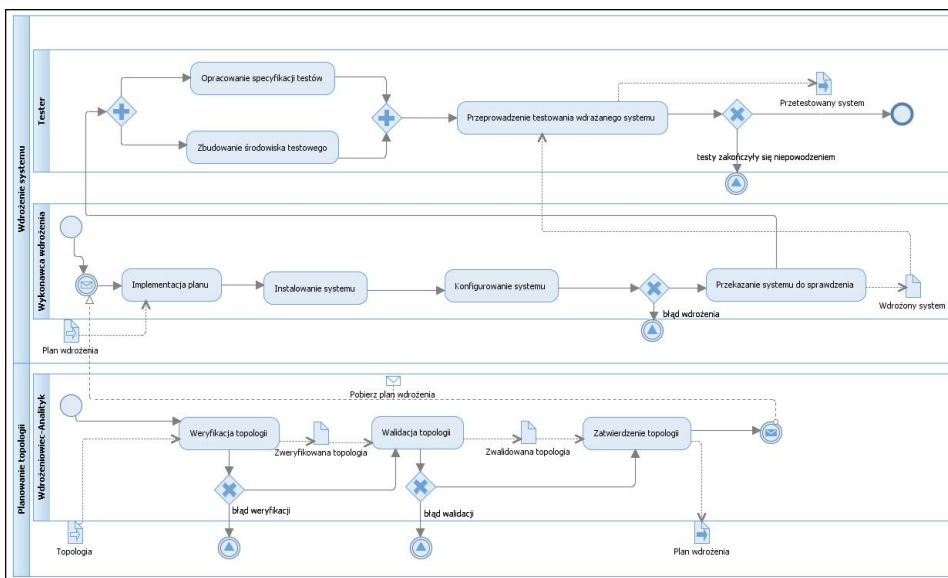 Wdrożenie systemu
Tester
Opracowanie specyfikacji testów
Zbudowanie środowiska testowego
Przeprowadzenie testowania wdrażanego systemu
Przetestowany system
testy zakończyły się niepowodzeniem
Wykonawca wdrożenia
Implementacja planu
Instalowanie systemu
Konfigurowanie systemu
Przekazanie systemu do sprawdzenia
Wdrożony system
błąd wdrożenia
Plan wdrożenia
Planowanie topologii
Wdrożeniowiec-Analityk
Pobierz plan wdrożenia
Weryfikacja topologii
Zweryfikowana topologia
Walidacja topologii
Zwalidowana topologia
Zatwierdzenie topologii
błąd weryfikacji
błąd walidacji
Topologia
Plan wdrożenia